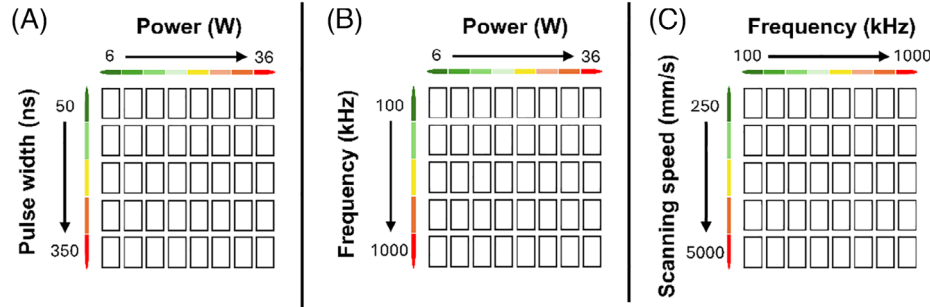 (A)
Power (W)
6
36
Pulse width (ns)
50
350
(B)
Power (W)
6
36
Frequency (kHz)
100
1000
(C)
Frequency (kHz)
100
1000
Scanning speed (mm/s)
250
5000